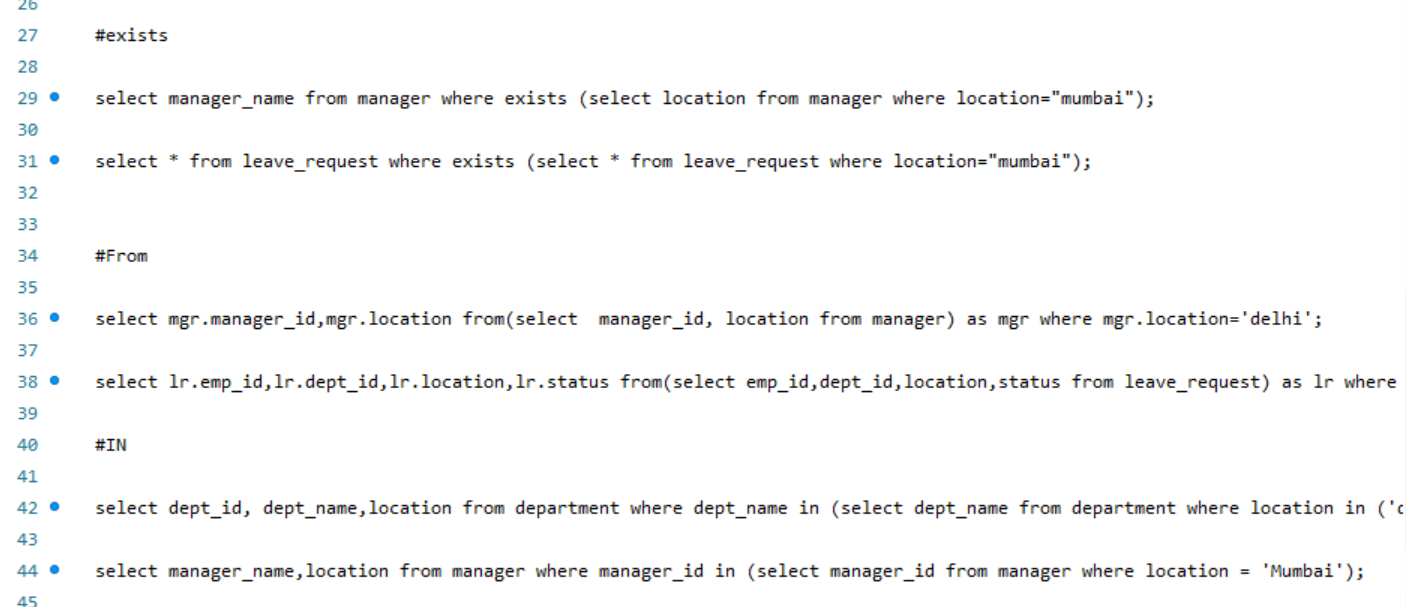 26
27 #exists
28
29 select manager_name from manager where exists (select location from manager where location="mumbai");
30
31 select * from leave_request where exists (select * from leave_request where location="mumbai");
32
33
34 #From
35
36 select mgr.manager_id,mgr.location from(select  manager_id, location from manager) as mgr where mgr.location='delhi';
37
38 select lr.emp_id,lr.dept_id,lr.location,lr.status from(select emp_id,dept_id,location,status from leave_request) as lr where
39
40 #IN
41
42 select dept_id, dept_name,location from department where dept_name in (select dept_name from department where location in ('
43
44 select manager_name,location from manager where manager_id in (select manager_id from manager where location = 'Mumbai');
45